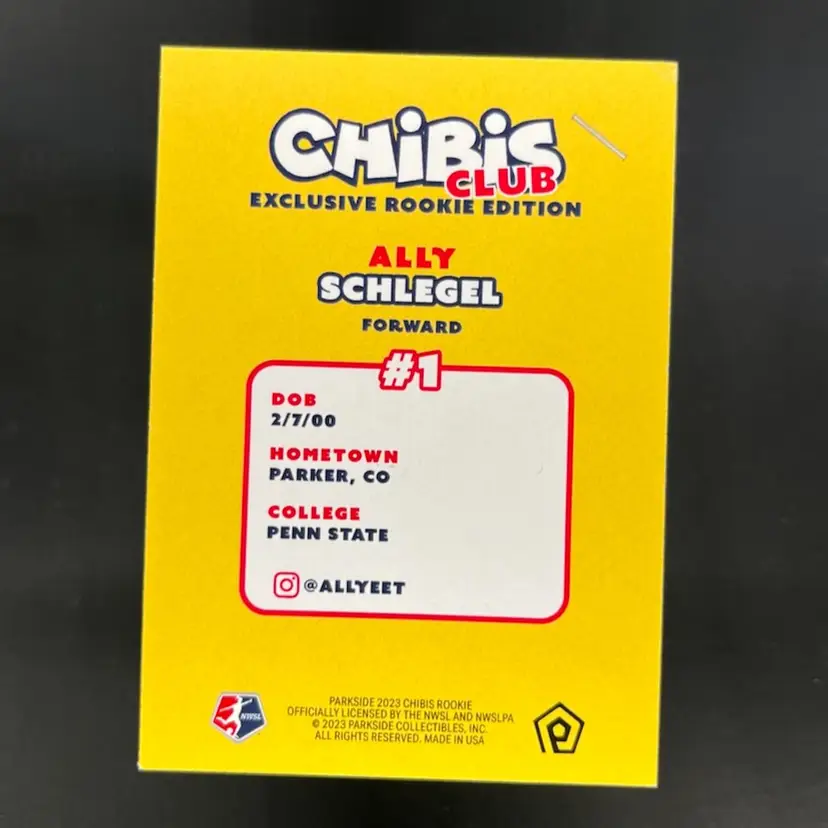 CHiBiS
CLUB
EXCLUSIVE ROOKIE EDITION
ALLY
SCHLEGEL
FORWARD
#1
DOB
2/7/00
HOMETOWN
PARKER, CO
COLLEGE
PENN STATE
@ALLYEET
NWSL
PARKSIDE 2023 CHIBIS ROOKIE
OFFICIALLY LICENSED BY THE NWSL AND NWSLPA
© 2023 PARKSIDE COLLECTIBLES, INC.
ALL RIGHTS RESERVED. MADE IN USA